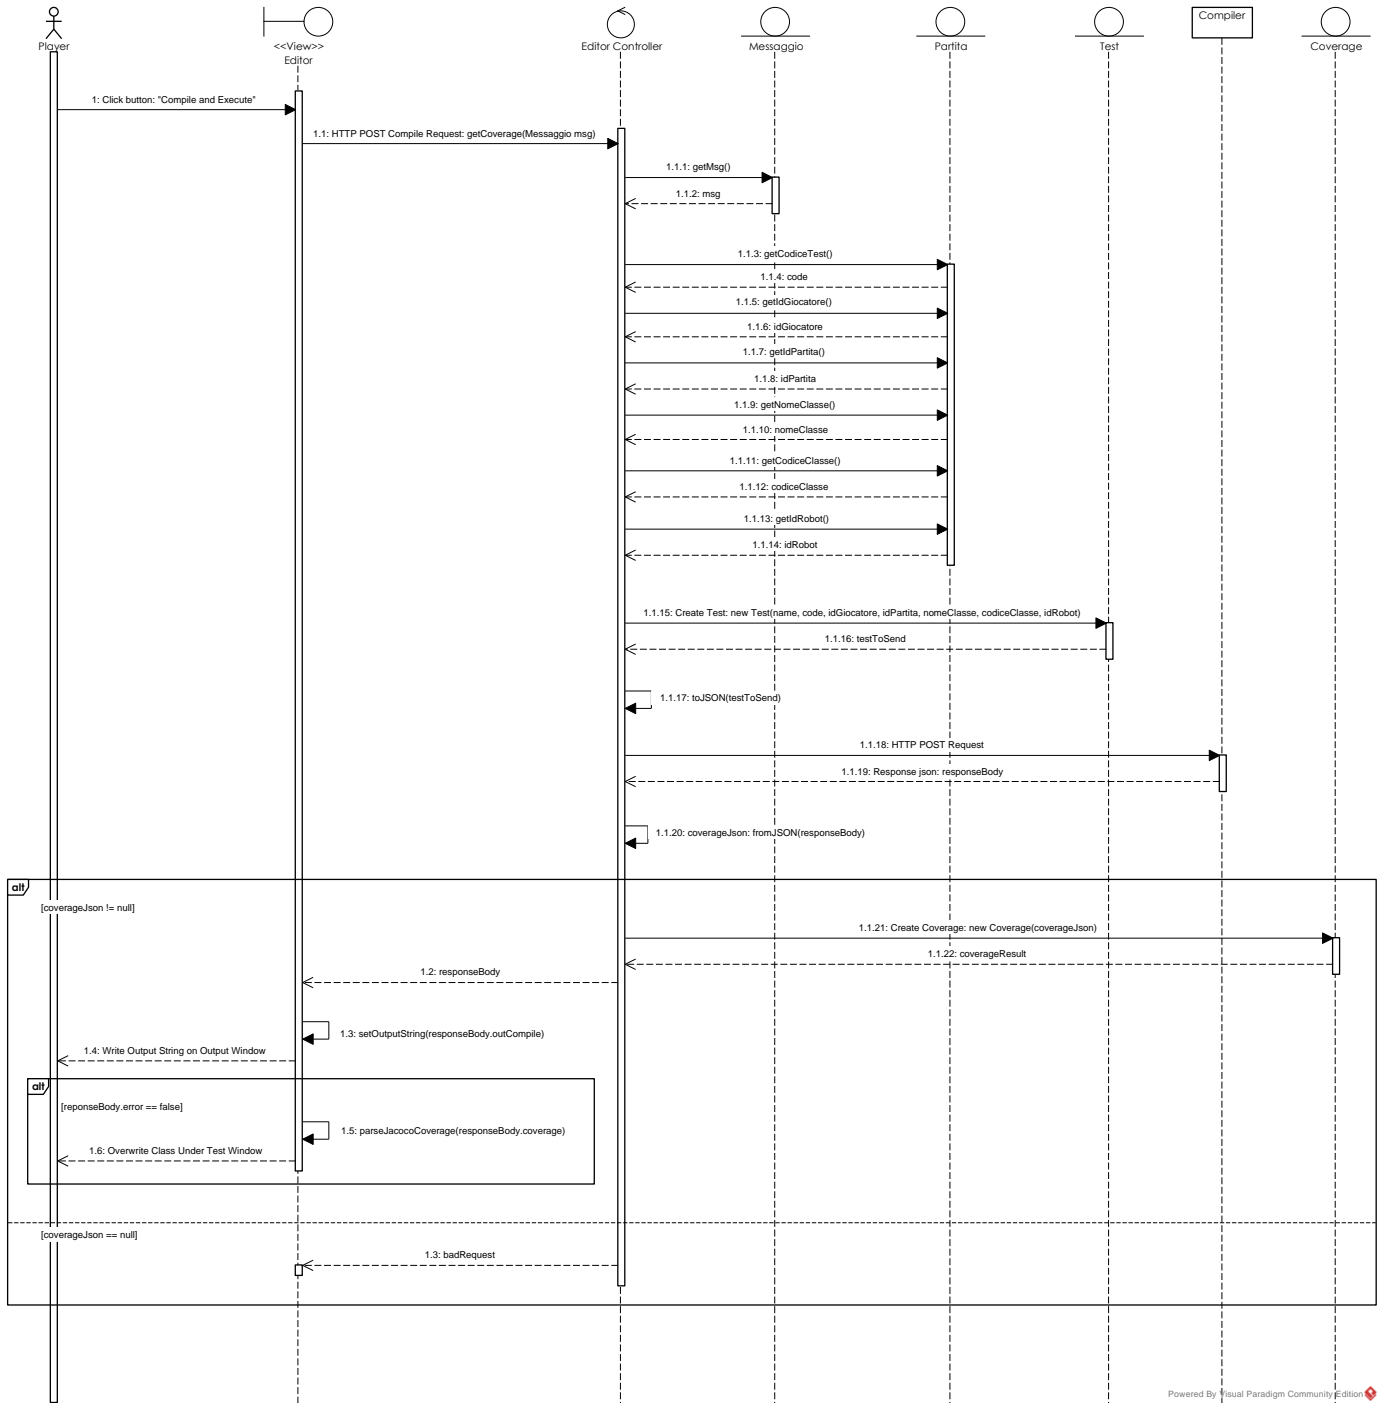 Player
<<View>>
Editor
Editor Controller
Messaggio
Partita
Test
Compiler
Coverage
1: Click button: "Compile and Execute"
1.1: HTTP POST Compile Request: getCoverage(Messaggio msg)
1.1.1: getMsg()
1.1.2: msg
1.1.3: getCodiceTest()
1.1.4: code
1.1.5: getIdGiocatore()
1.1.6: idGiocatore
1.1.7: getIdPartita()
1.1.8: idPartita
1.1.9: getNomeClasse()
1.1.10: nomeClasse
1.1.11: getCodiceClasse()
1.1.12: codiceClasse
1.1.13: getIdRobot()
1.1.14: idRobot
1.1.15: Create Test: new Test(name, code, idGiocatore, idPartita, nomeClasse, codiceClasse, idRobot)
1.1.16: testToSend
1.1.17: toJSON(testToSend)
1.1.18: HTTP POST Request
1.1.19: Response json: responseBody
1.1.20: coverageJson: fromJSON(responseBody)
alt
[coverageJson != null]
1.1.21: Create Coverage: new Coverage(coverageJson)
1.1.22: coverageResult
1.2: responseBody
1.3: setOutputString(responseBody.outCompile)
1.4: Write Output String on Output Window
alt
[reponseBody.error == false]
1.5: parseJacocoCoverage(responseBody.coverage)
1.6: Overwrite Class Under Test Window
[coverageJson == null]
1.3: badRequest
Powered By Visual Paradigm Community Edition